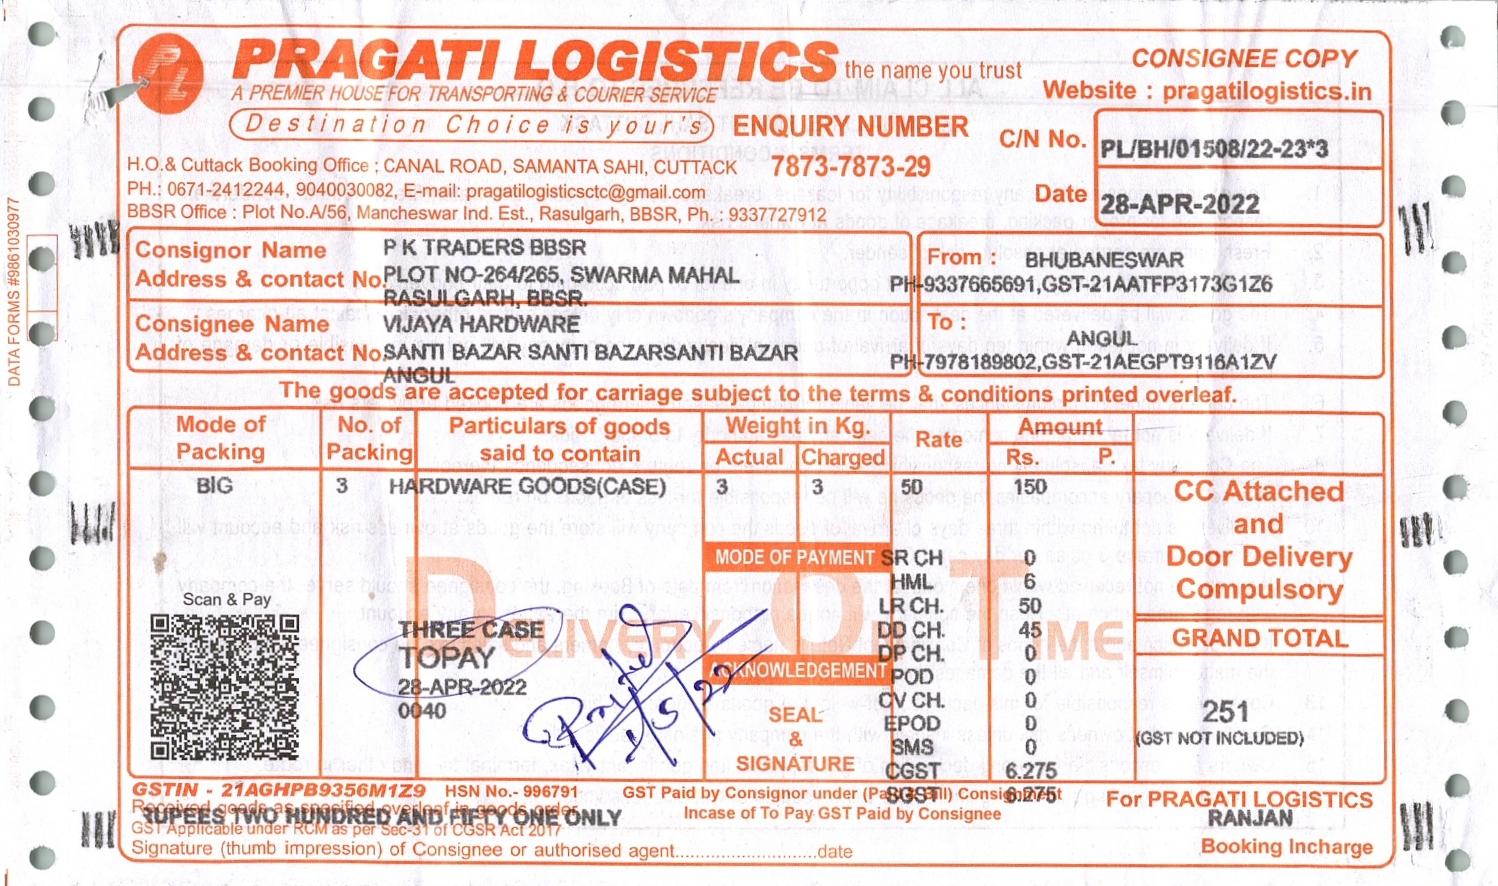 PRAGATI LOGISTICS the name you trust
A PREMIER HOUSE FOR TRANSPORTING & COURIER SERVICE
Destination Choice is your's
ENQUIRY NUMBER
7873-7873-29
CONSIGNEE COPY
Website : pragatilogistics.in
C/N No. PL/BH/01508/22-23*3
Date 28-APR-2022
H.O.& Cuttack Booking Office : CANAL ROAD, SAMANTA SAHI, CUTTACK
PH.: 0671-2412244, 9040030082, E-mail: pragatilogisticsctc@gmail.com
BBSR Office : Plot No.A/56, Mancheswar Ind. Est., Rasulgarh, BBSR, Ph. : 9337727912
DATA FORMS #9861030977
Consignor Name P K TRADERS BBSR
Address & contact No. PLOT NO-264/265, SWARMA MAHAL
RASULGARH, BBSR.
From : BHUBANESWAR
PH-9337665691,GST-21AATFP3173G1Z6
Consignee Name VIJAYA HARDWARE
Address & contact No. SANTI BAZAR SANTI BAZARSANTI BAZAR
ANGUL
To : ANGUL
PH-7978189802,GST-21AEGPT9116A1ZV
The goods are accepted for carriage subject to the terms & conditions printed overleaf.
Mode of Packing No. of Packing Particulars of goods said to contain Weight in Kg. Actual Charged Rate Amount Rs. P.
BIG 3 HARDWARE GOODS(CASE) 3 3 50 150
CC Attached
and
Door Delivery
Compulsory
GRAND TOTAL
251
(GST NOT INCLUDED)
MODE OF PAYMENT
SR CH 0
HML 6
LR CH. 50
DD CH. 45
DP CH. 0
POD 0
CV CH. 0
EPOD 0
SMS 0
CGST 6.275
SGST 6.275
ACKNOWLEDGEMENT
SEAL
&
SIGNATURE
DELIVERY ON TIME
Scan & Pay
THREE CASE
TOPAY
28-APR-2022
0040
GSTIN - 21AGHPB9356M1Z9 HSN No.- 996791
GST Paid by Consignor under (Paid & Bill) Consignment
Incase of To Pay GST Paid by Consignee
Received goods as specified overleaf in goods order
RUPEES TWO HUNDRED AND FIFTY ONE ONLY
GST Applicable under RCM as per Sec-31 of CGSR Act 2017
Signature (thumb impression) of Consignee or authorised agent..............................date
For PRAGATI LOGISTICS
RANJAN
Booking Incharge